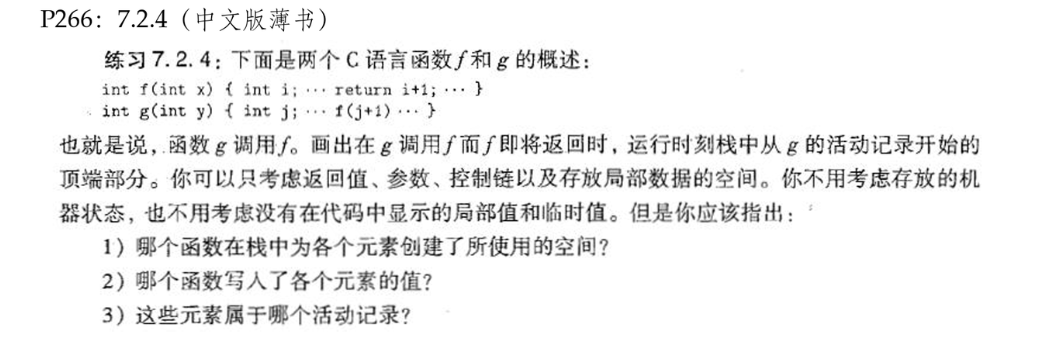 P266：7.2.4（中文版薄书）
练习7.2.4：下面是两个 C 语言函数f和 g 的概述：
int f(int x) { int i; ··· return i+1; ··· }
int g(int y) { int j; ··· f(j+1) ··· }
也就是说，函数 g 调用f。画出在 g 调用f而f即将返回时，运行时刻栈中从 g 的活动记录开始的
顶端部分。你可以只考虑返回值、参数、控制链以及存放局部数据的空间。你不用考虑存放的机
器状态，也不用考虑没有在代码中显示的局部值和临时值。但是你应该指出：
1）哪个函数在栈中为各个元素创建了所使用的空间？
2）哪个函数写入了各个元素的值？
3）这些元素属于哪个活动记录？